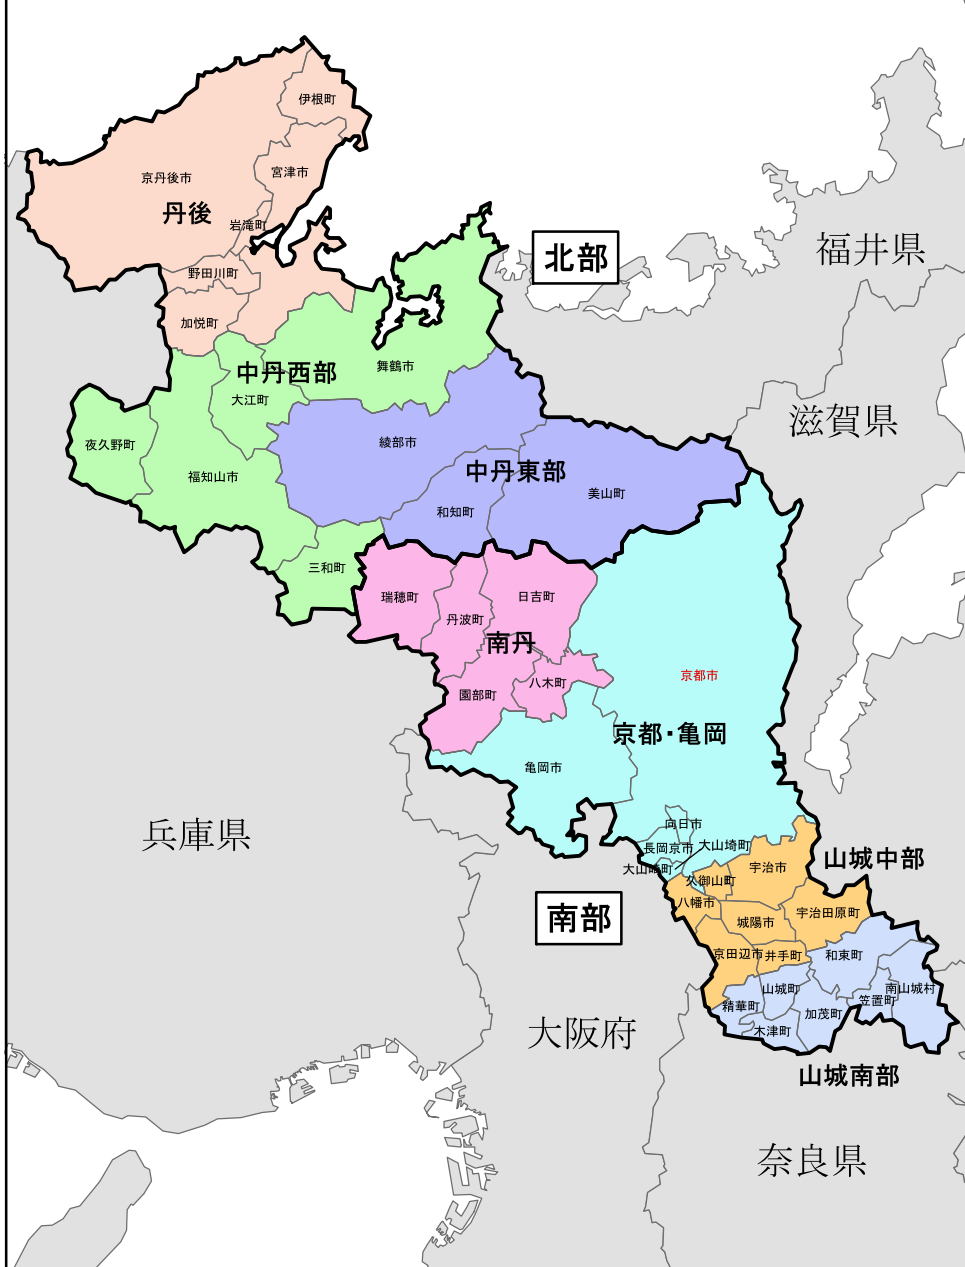 伊根町
宮津市
京丹後市
丹後
岩滝町
北部
福井県
野田川町
加悦町
中丹西部
舞鶴市
大江町
滋賀県
夜久野町
綾部市
中丹東部
福知山市
美山町
和知町
三和町
瑞穂町
日吉町
丹波町
南丹
京都市
八木町
園部町
京都・亀岡
亀岡市
向日市
兵庫県
長岡京市
大山崎町
山城中部
大山崎町
宇治市
久御山町
八幡市
南部
城陽市
宇治田原町
京田辺市
井手町
和束町
山城町
南山城村
精華町
笠置町
加茂町
木津町
大阪府
山城南部
奈良県